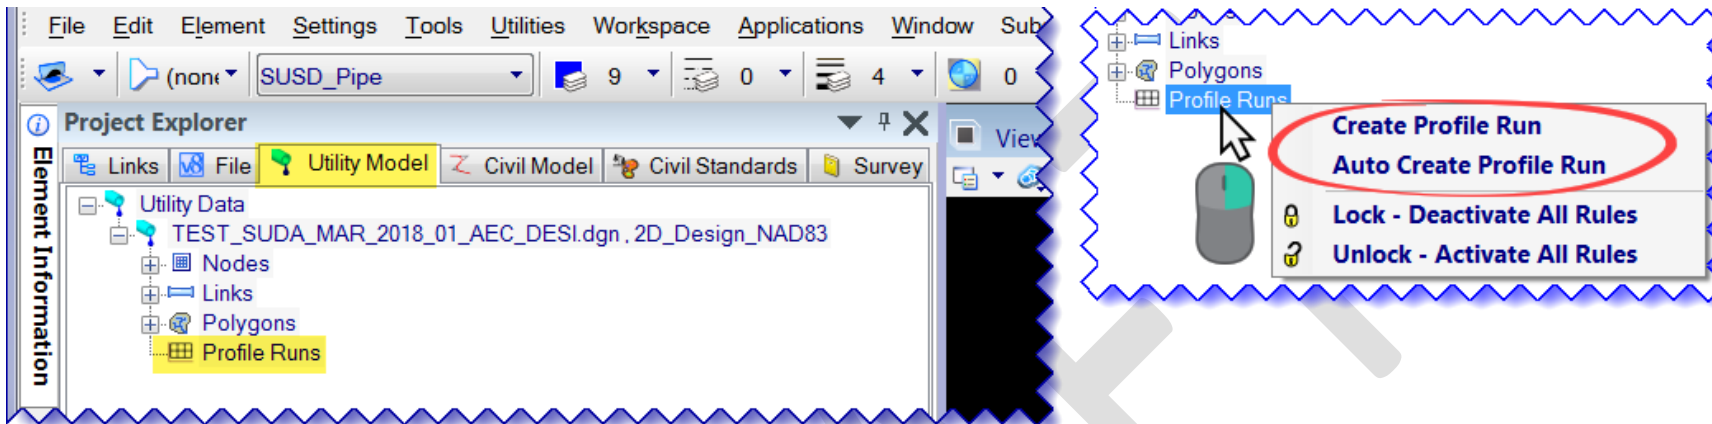 File Edit Element Settings Tools Utilities Workspace Applications Window
SUSD_Pipe 9 0 4 0
Element Information
Project Explorer
Links File Utility Model Civil Model Civil Standards Survey
Utility Data
TEST_SUDA_MAR_2018_01_AEC_DESI.dgn , 2D_Design_NAD83
Nodes
Links
Polygons
Profile Runs
Links
Polygons
Profile Runs
Create Profile Run
Auto Create Profile Run
Lock - Deactivate All Rules
Unlock - Activate All Rules